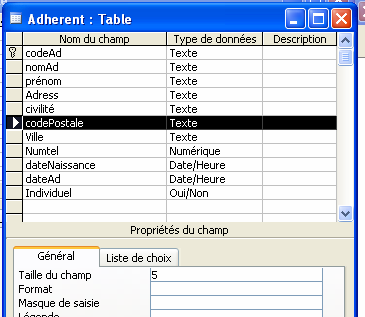 Adherent : Table
Nom du champ Type de données Description
codeAd Texte
nomAd Texte
prénom Texte
Adress Texte
civilité Texte
codePostale Texte
Ville Texte
Numtel Numérique
dateNaissance Date/Heure
dateAd Date/Heure
Individuel Oui/Non
Propriétés du champ
Général Liste de choix
Taille du champ 5
Format
Masque de saisie
Légende